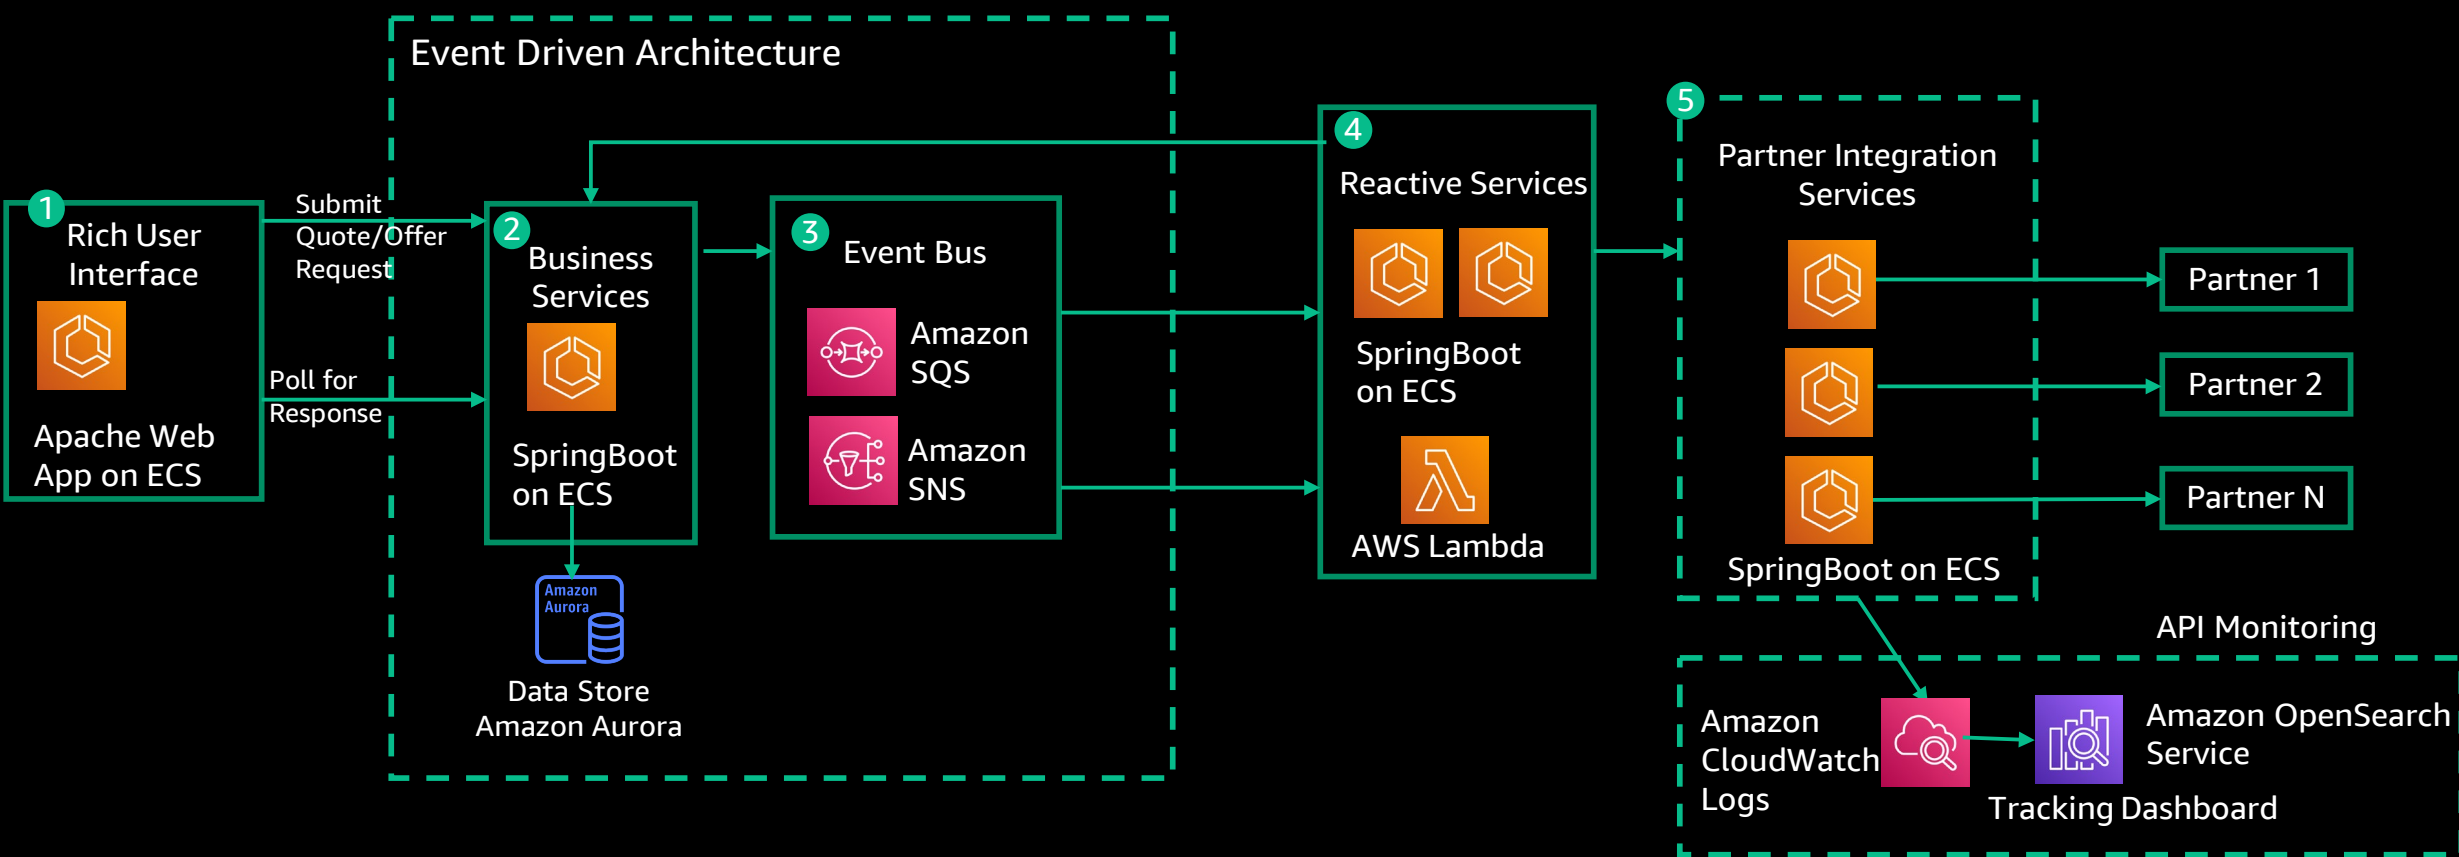 Event Driven Architecture
1
Rich User
Interface
Apache Web
App on ECS
Submit
Quote/Offer
Request
Poll for
Response
2
Business
Services
SpringBoot
on ECS
Amazon
Aurora
Data Store
Amazon Aurora
3
Event Bus
Amazon
SQS
Amazon
SNS
4
Reactive Services
SpringBoot
on ECS
AWS Lambda
5
Partner Integration
Services
SpringBoot on ECS
Partner 1
Partner 2
Partner N
API Monitoring
Amazon
CloudWatch
Logs
Amazon OpenSearch
Service
Tracking Dashboard